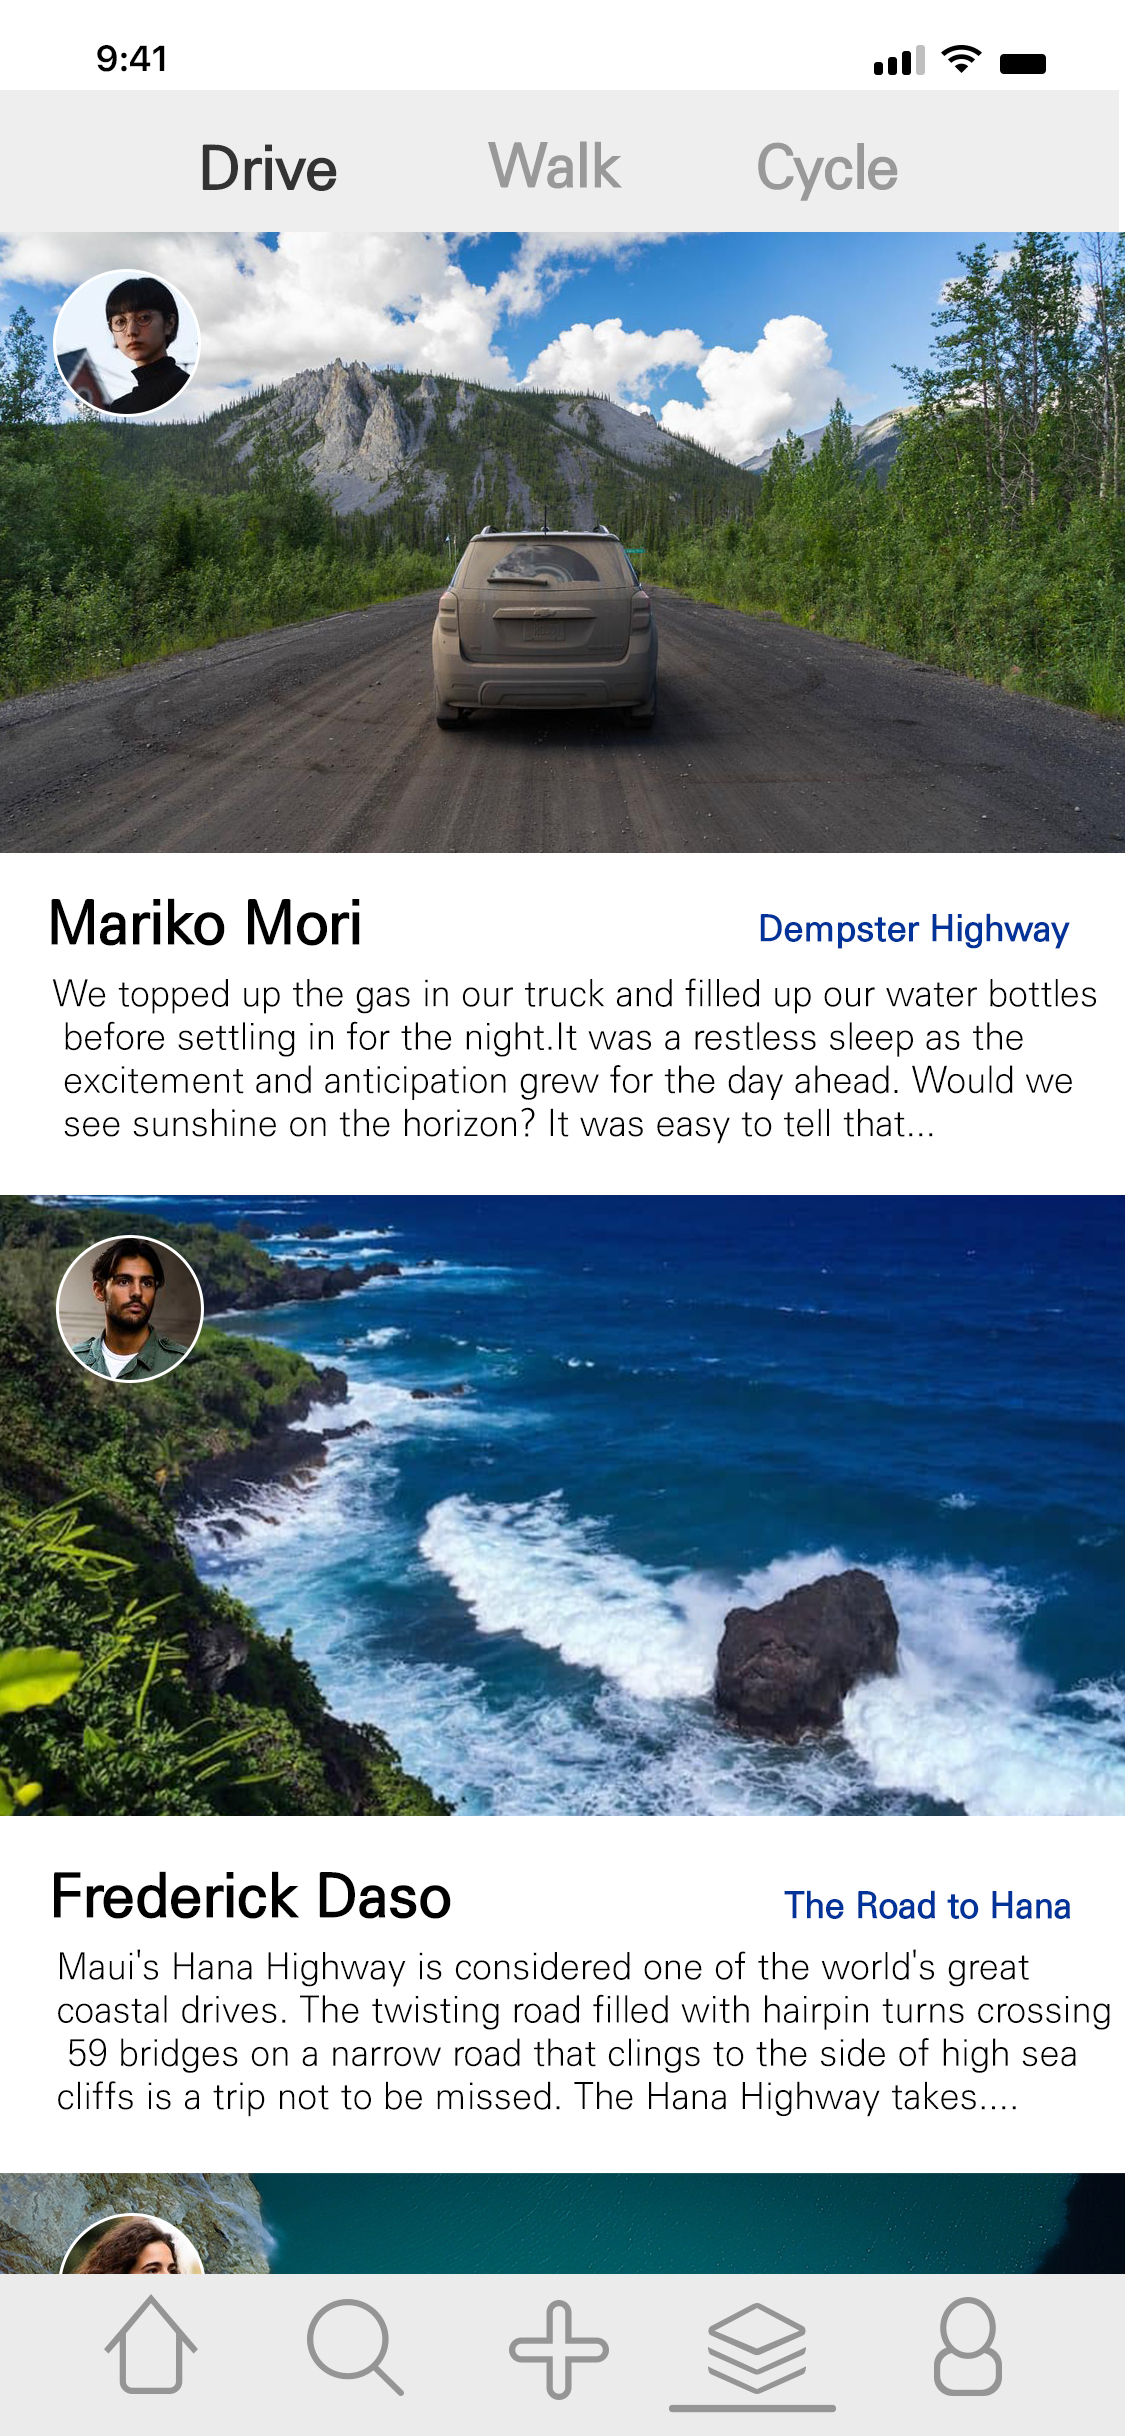 9:41
Drive Walk Cycle
Mariko Mori
Dempster Highway
We topped up the gas in our truck and filled up our water bottles
before settling in for the night.It was a restless sleep as the
excitement and anticipation grew for the day ahead. Would we
see sunshine on the horizon? It was easy to tell that...
Frederick Daso
The Road to Hana
Maui's Hana Highway is considered one of the world's great
coastal drives. The twisting road filled with hairpin turns crossing
59 bridges on a narrow road that clings to the side of high sea
cliffs is a trip not to be missed. The Hana Highway takes....